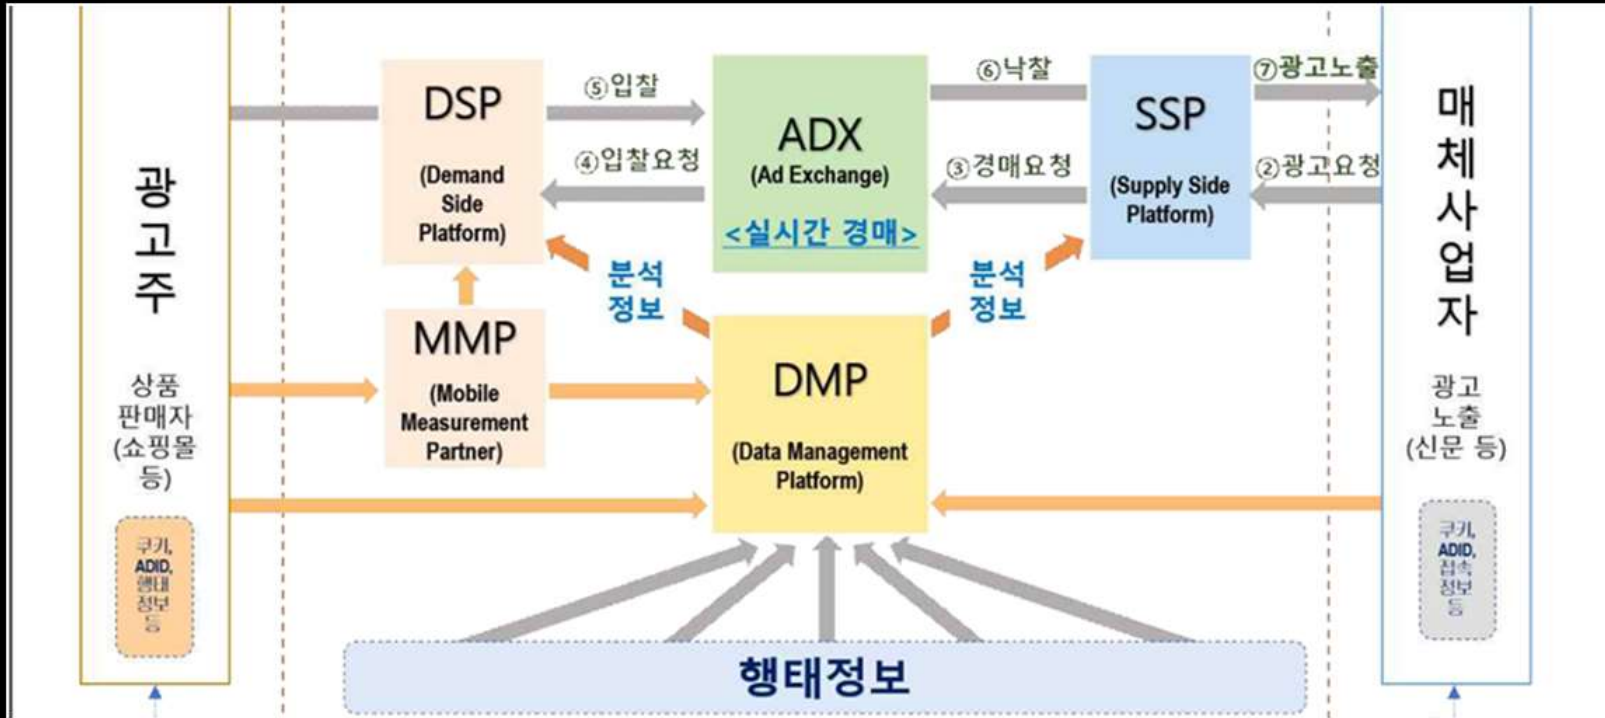 광
고
주
상품
판매자
(쇼핑몰
등)
쿠키,
ADID,
행태
정보
등
DSP
(Demand
Side
Platform)
⑤입찰
④입찰요청
ADX
(Ad Exchange)
<실시간 경매>
⑥낙찰
③경매요청
SSP
(Supply Side
Platform)
⑦광고노출
②광고요청
분석
정보
분석
정보
MMP
(Mobile
Measurement
Partner)
DMP
(Data Management
Platform)
행태정보
매
체
사
업
자
광고
노출
(신문 등)
쿠키,
ADID,
접속
정보
등